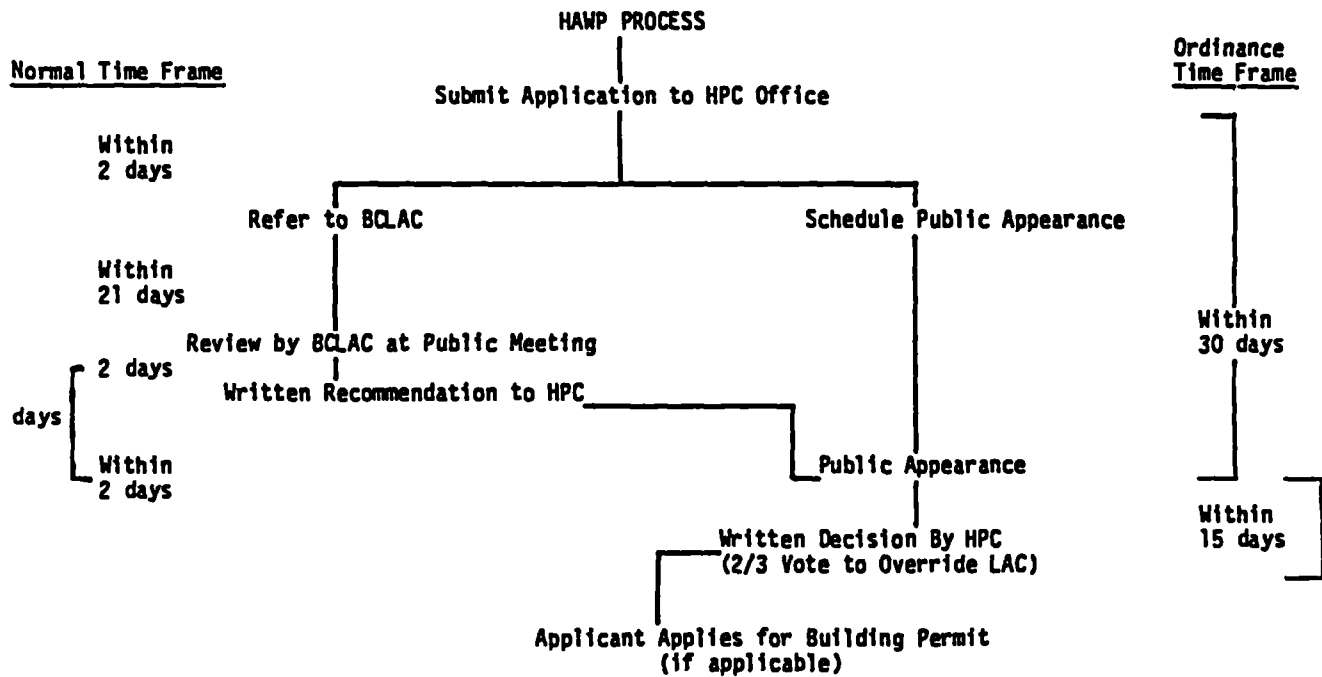 HAWP PROCESS
Normal Time Frame
Ordinance
Time Frame
Submit Application to HPC Office
Within
2 days
Refer to BCLAC
Schedule Public Appearance
Within
21 days
Within
30 days
Review by BCLAC at Public Meeting
2 days
Written Recommendation to HPC
days
Within
2 days
Public Appearance
Within
15 days
Written Decision By HPC
(2/3 Vote to Override LAC)
Applicant Applies for Building Permit
(if applicable)